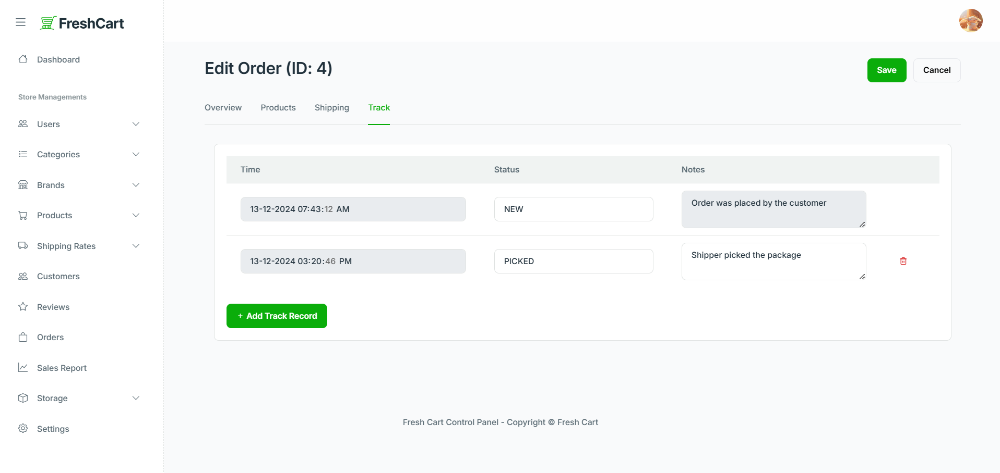 FreshCart
Dashboard
Store Managements
Users
Categories
Brands
Products
Shipping Rates
Customers
Reviews
Orders
Sales Report
Storage
Settings
Edit Order (ID: 4)
Save
Cancel
Overview
Products
Shipping
Track
Time
Status
Notes
13-12-2024 07:43:12 AM
NEW
Order was placed by the customer
13-12-2024 03:20:46 PM
PICKED
Shipper picked the package
+ Add Track Record
Fresh Cart Control Panel - Copyright © Fresh Cart